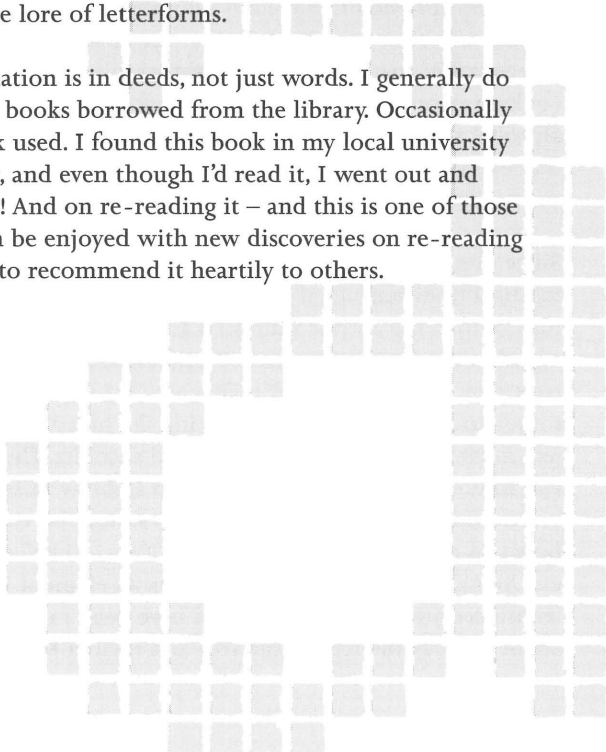 e lore of letterforms.
ation is in deeds, not just words. I generally do
books borrowed from the library. Occasionally
k used. I found this book in my local university
, and even though I'd read it, I went out and
! And on re-reading it – and this is one of those
n be enjoyed with new discoveries on re-reading
to recommend it heartily to others.